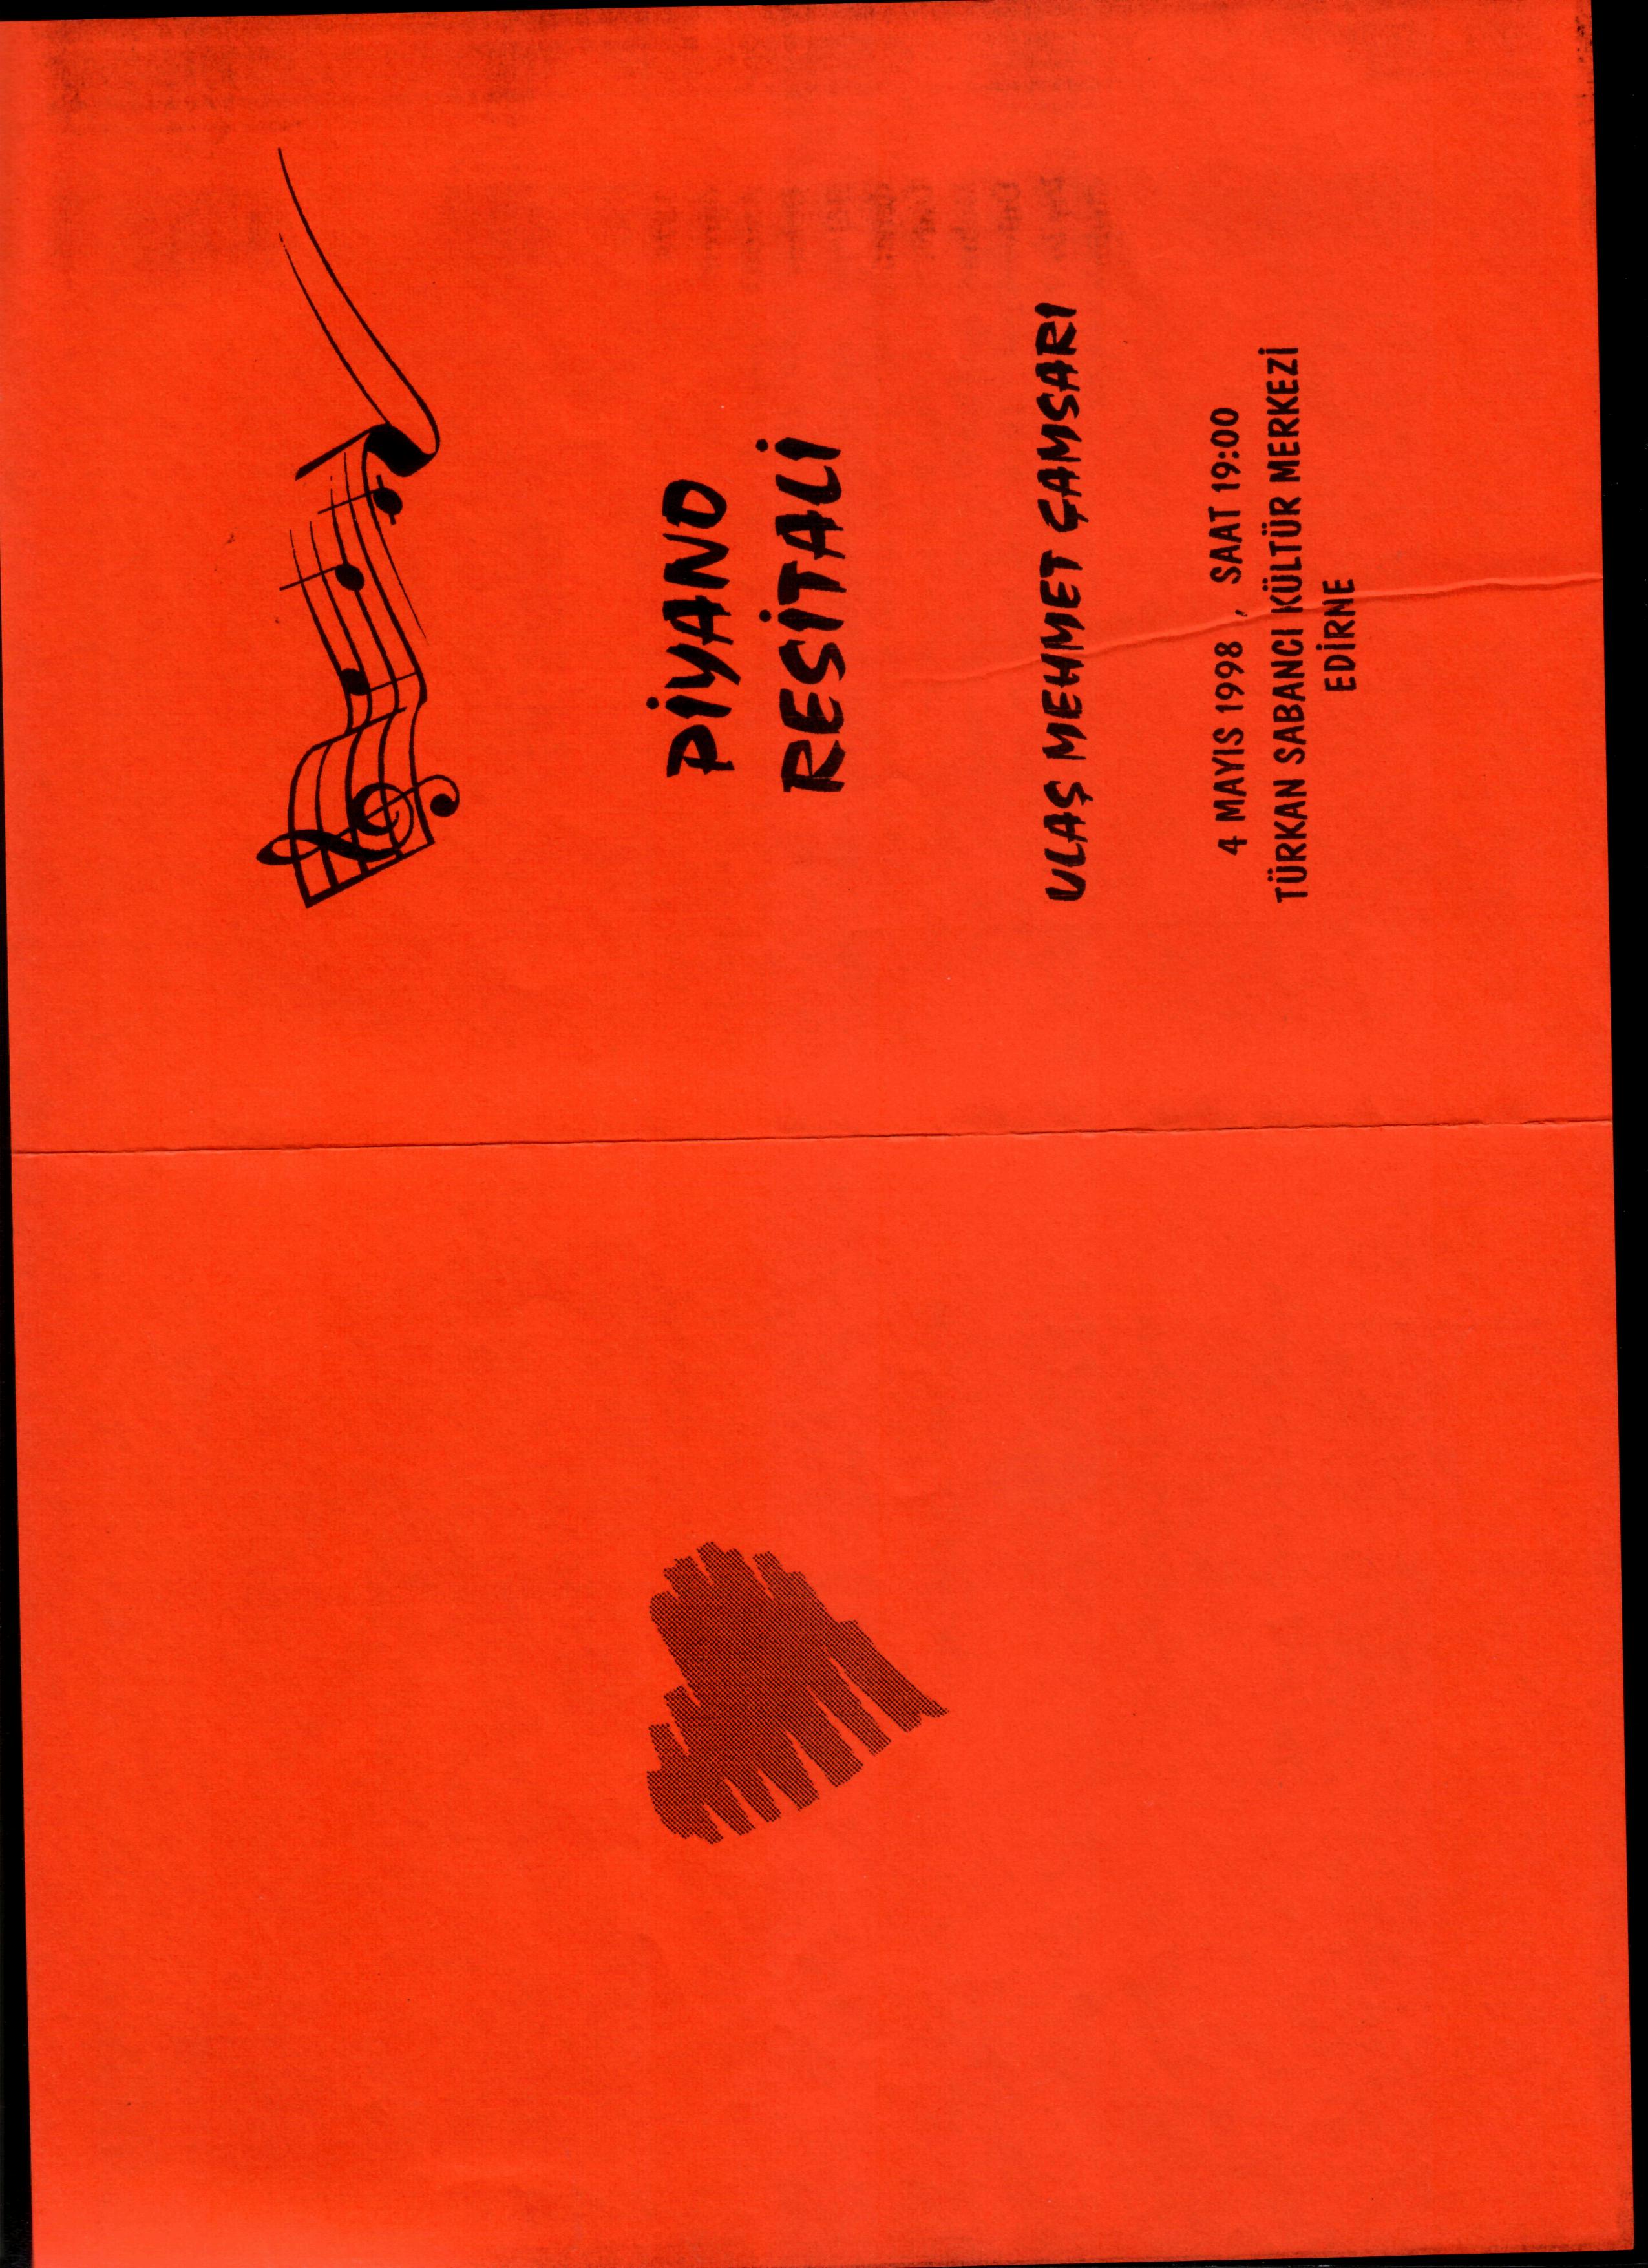 PİYANO
RESİTALİ
ULAŞ MEHMET ÇAMSARI
4 MAYIS 1998 , SAAT 19:00
TÜRKAN SABANCI KÜLTÜR MERKEZİ
EDİRNE